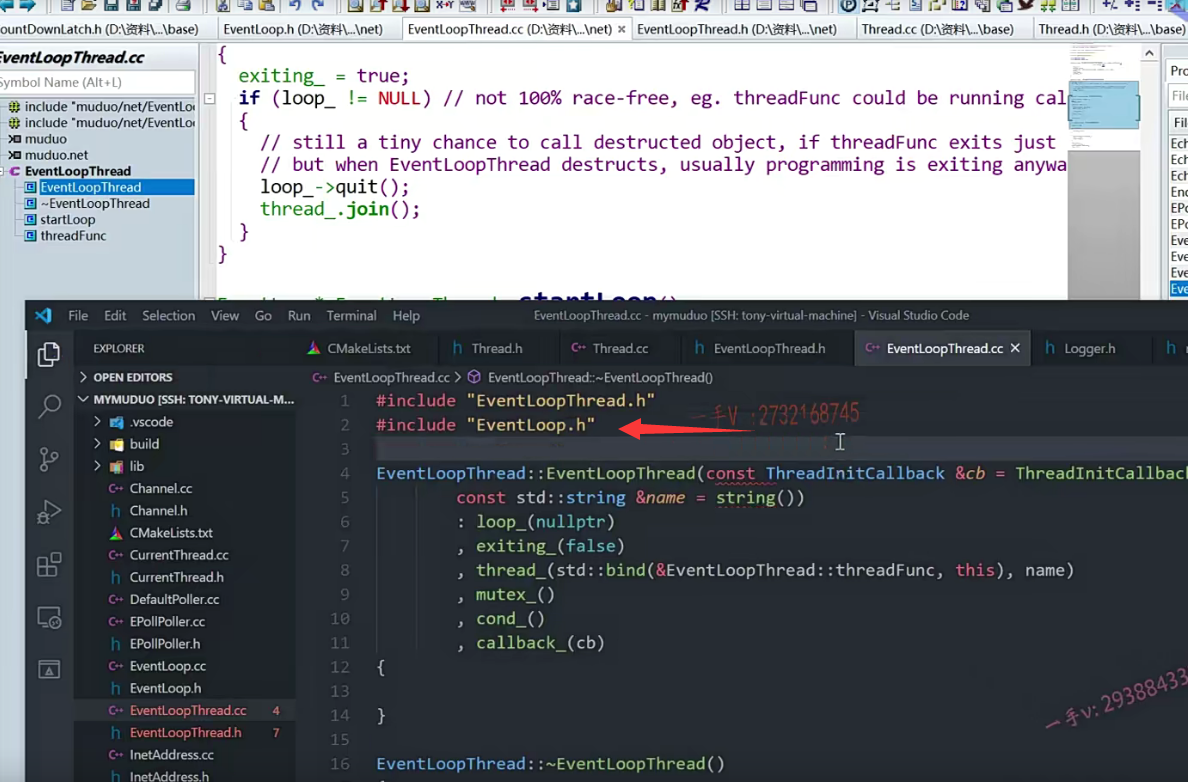 ountDownLatch.h (D:\资料\...\base)
EventLoop.h (D:\资料\...\net)
EventLoopThread.cc (D:\资料\...\net)
EventLoopThread.h (D:\资料\...\net)
Thread.cc (D:\资料\...\base)
Thread.h (D:\资料\...\base)
EventLoopThread.cc
Symbol Name (Alt+L)
include "muduo/net/EventLo
include "muduo/net/EventLo
muduo
muduo.net
EventLoopThread
EventLoopThread
~EventLoopThread
startLoop
threadFunc
{
exiting_ = true;
if (loop_ != NULL) // not 100% race-free, eg. threadFunc could be running cal
{
// still a tiny chance to call destructed object, if threadFunc exits just
// but when EventLoopThread destructs, usually programming is exiting anywa
loop_->quit();
thread_.join();
}
}
startLoop()
Pro
File
Fil
Ech
Ech
Ech
End
EPo
EPo
Eve
Eve
Eve
Eve
File Edit Selection View Go Run Terminal Help
EventLoopThread.cc - mymuduo [SSH: tony-virtual-machine] - Visual Studio Code
EXPLORER
CMakeLists.txt
Thread.h
Thread.cc
EventLoopThread.h
EventLoopThread.cc
Logger.h
OPEN EDITORS
MYMUDUO [SSH: TONY-VIRTUAL-M...
.vscode
build
lib
Channel.cc
Channel.h
CMakeLists.txt
CurrentThread.cc
CurrentThread.h
DefaultPoller.cc
EPollPoller.cc
EPollPoller.h
EventLoop.cc
EventLoop.h
EventLoopThread.cc 4
EventLoopThread.h 7
InetAddress.cc
InetAddress.h
EventLoopThread.cc > EventLoopThread::~EventLoopThread()
1 #include "EventLoopThread.h"
2 #include "EventLoop.h"
3
4 EventLoopThread::EventLoopThread(const ThreadInitCallback &cb = ThreadInitCallback
5 const std::string &name = string())
6 : loop_(nullptr)
7 , exiting_(false)
8 , thread_(std::bind(&EventLoopThread::threadFunc, this), name)
9 , mutex_()
10 , cond_()
11 , callback_(cb)
12 {
13
14 }
15
16 EventLoopThread::~EventLoopThread()
一手V :2732168745
一手v: 29388433